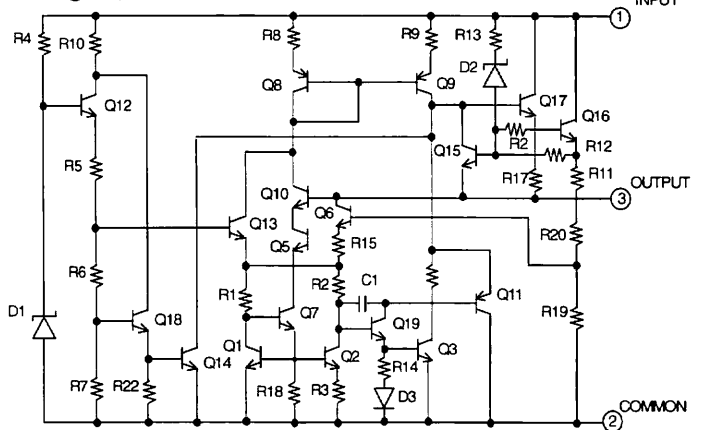 INPUT
1
R4
R10
R8
R9
R13
D2
Q12
Q8
Q9
Q17
Q16
R2
R12
Q15
R5
R17
R11
OUTPUT
3
Q10
Q6
Q13
R15
Q5
R20
R6
R2
C1
R1
Q11
D1
Q18
Q7
R19
Q19
Q1
Q2
Q3
Q14
R14
R7
R22
R18
R3
D3
COMMON
2